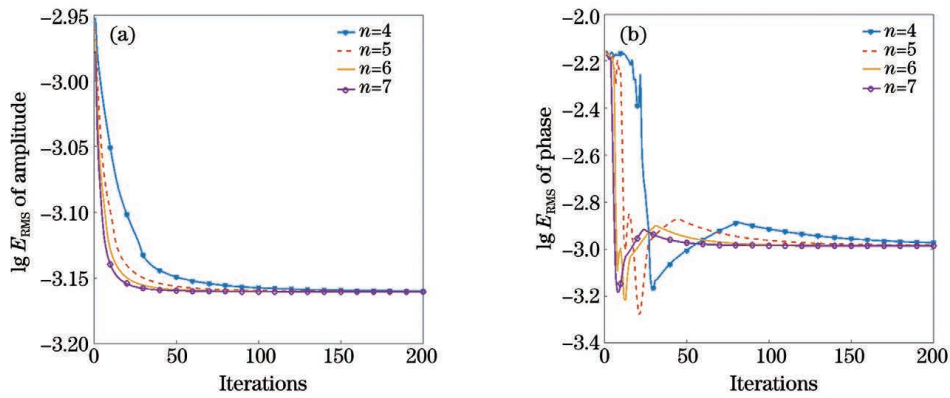 (a)
n=4
n=5
n=6
n=7
lg E_RMS of amplitude
−2.95
−3.00
−3.05
−3.10
−3.15
−3.20
0 50 100 150 200
Iterations
(b)
n=4
n=5
n=6
n=7
lg E_RMS of phase
−2.0
−2.2
−2.4
−2.6
−2.8
−3.0
−3.2
−3.4
0 50 100 150 200
Iterations